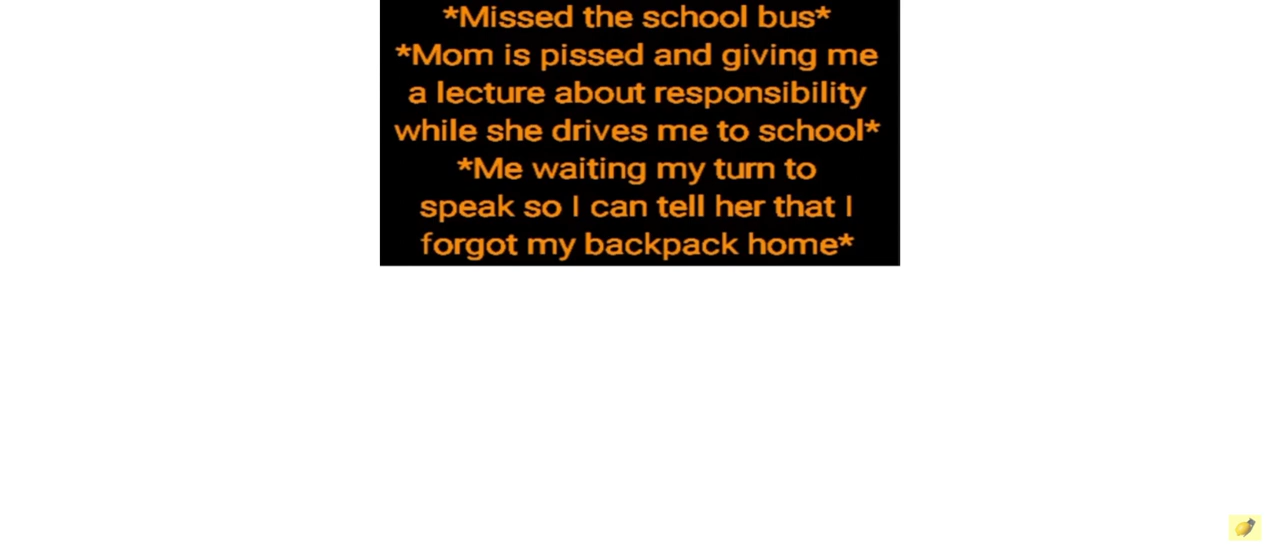 *Missed the school bus*
*Mom is pissed and giving me
a lecture about responsibility
while she drives me to school*
*Me waiting my turn to
speak so I can tell her that I
forgot my backpack home*